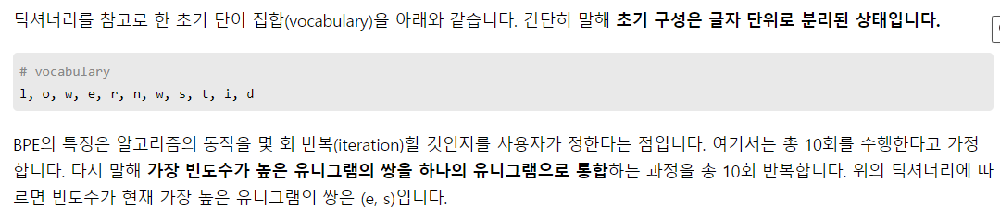 딕셔너리를 참고로 한 초기 단어 집합(vocabulary)을 아래와 같습니다. 간단히 말해 초기 구성은 글자 단위로 분리된 상태입니다.
# vocabulary
l, o, w, e, r, n, w, s, t, i, d
BPE의 특징은 알고리즘의 동작을 몇 회 반복(iteration)할 것인지를 사용자가 정한다는 점입니다. 여기서는 총 10회를 수행한다고 가정
합니다. 다시 말해 가장 빈도수가 높은 유니그램의 쌍을 하나의 유니그램으로 통합하는 과정을 총 10회 반복합니다. 위의 딕셔너리에 따
르면 빈도수가 현재 가장 높은 유니그램의 쌍은 (e, s)입니다.